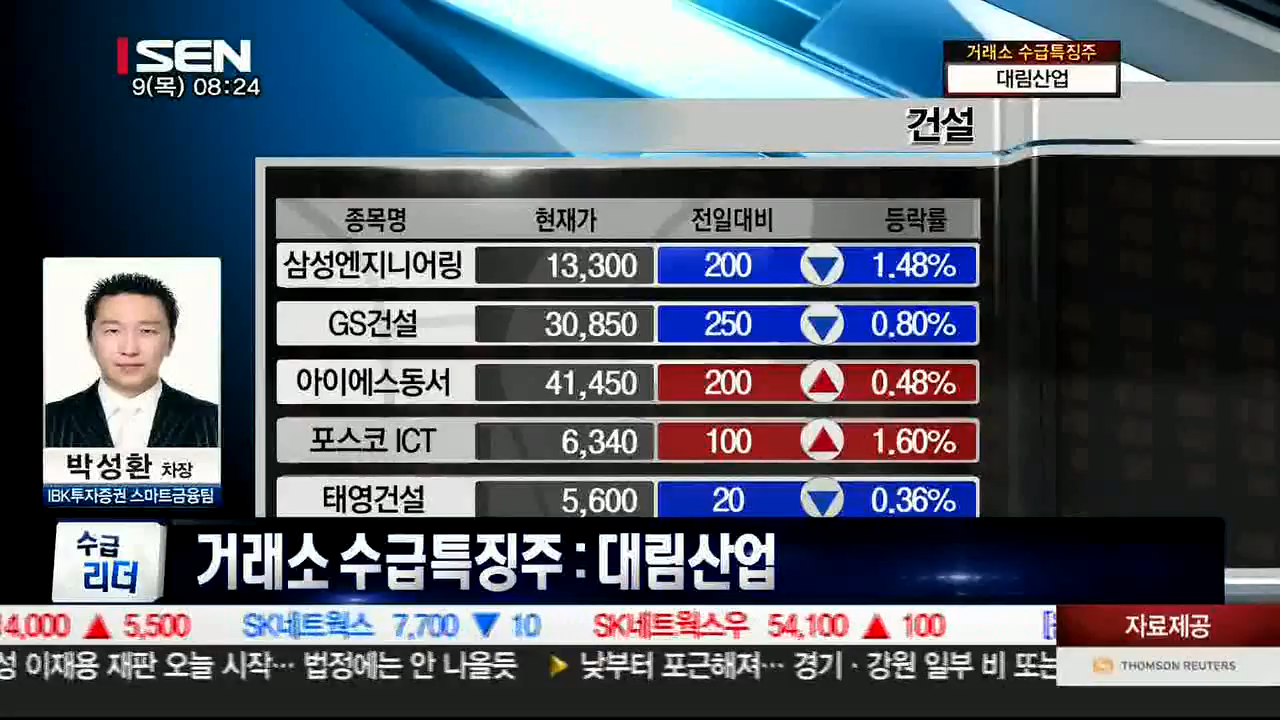 SEN
9(목) 08:24
거래소 수급특징주
대림산업
건설
종목명 현재가 전일대비 등락률
삼성엔지니어링 13,300 200 ▼ 1.48%
GS건설 30,850 250 ▼ 0.80%
아이에스동서 41,450 200 ▲ 0.48%
포스코 ICT 6,340 100 ▲ 1.60%
태영건설 5,600 20 ▼ 0.36%
박성환 차장
IBK투자증권 스마트금융팀
수급
리더
거래소 수급특징주 : 대림산업
4,000 ▲ 5,500 SK네트웍스 7,700 ▼ 10 SK네트웍스우 54,100 ▲ 100
자료제공
성 이재용 재판 오늘 시작… 법정에는 안 나올듯 ▶ 낮부터 포근해져… 경기·강원 일부 비 또는
THOMSON REUTERS